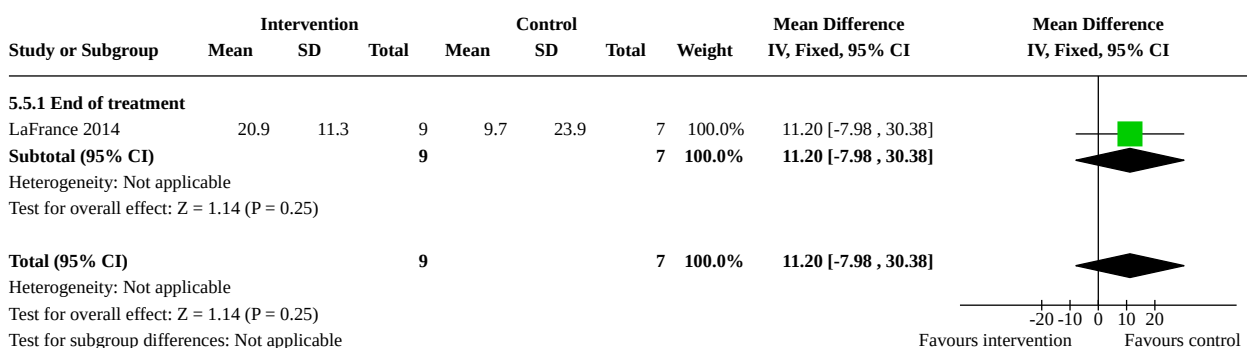 Intervention Control Mean Difference Mean Difference
Study or Subgroup Mean SD Total Mean SD Total Weight IV, Fixed, 95% CI IV, Fixed, 95% CI
5.5.1 End of treatment
LaFrance 2014 20.9 11.3 9 9.7 23.9 7 100.0% 11.20 [-7.98 , 30.38]
Subtotal (95% CI) 9 7 100.0% 11.20 [-7.98 , 30.38]
Heterogeneity: Not applicable
Test for overall effect: Z = 1.14 (P = 0.25)
Total (95% CI) 9 7 100.0% 11.20 [-7.98 , 30.38]
Heterogeneity: Not applicable
Test for overall effect: Z = 1.14 (P = 0.25) -20 -10 0 10 20
Test for subgroup differences: Not applicable Favours intervention Favours control